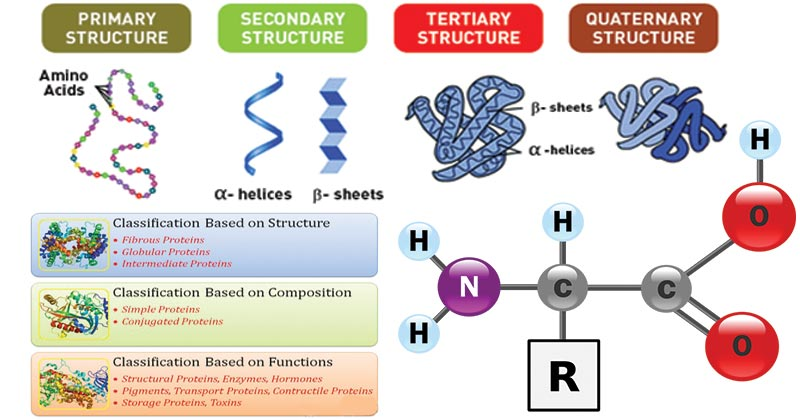 PRIMARY
STRUCTURE
SECONDARY
STRUCTURE
TERTIARY
STRUCTURE
QUATERNARY
STRUCTURE
Amino
Acids
α- helices
β- sheets
β- sheets
α -helices
Classification Based on Structure
• Fibrous Proteins
• Globular Proteins
• Intermediate Proteins
Classification Based on Composition
• Simple Proteins
• Conjugated Proteins
Classification Based on Functions
• Structural Proteins, Enzymes, Hormones
• Pigments, Transport Proteins, Contractile Proteins
• Storage Proteins, Toxins
H
O
H
H
N
C
C
H
O
R